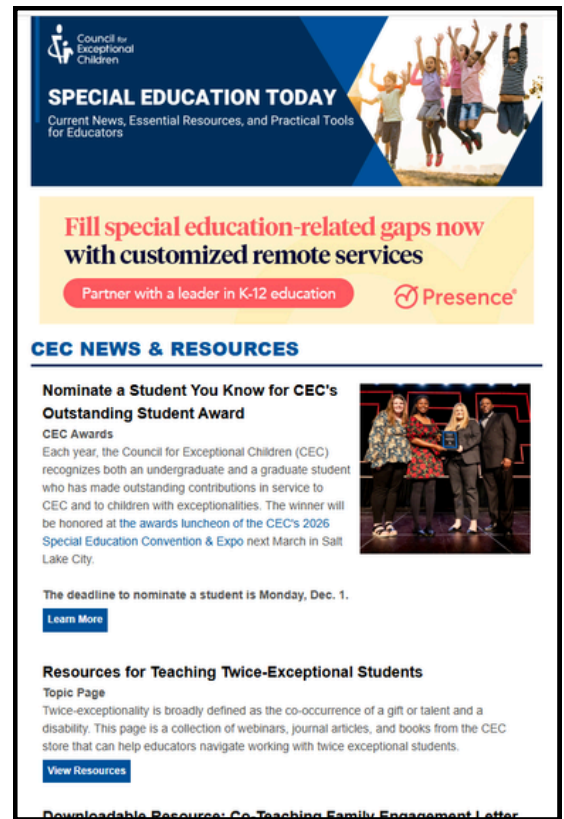 Council for
Exceptional
Children
SPECIAL EDUCATION TODAY
Current News, Essential Resources, and Practical Tools
for Educators
Fill special education-related gaps now
with customized remote services
Partner with a leader in K-12 education
Presence®
CEC NEWS & RESOURCES
Nominate a Student You Know for CEC's
Outstanding Student Award
CEC Awards
Each year, the Council for Exceptional Children (CEC)
recognizes both an undergraduate and a graduate student
who has made outstanding contributions in service to
CEC and to children with exceptionalities. The winner will
be honored at the awards luncheon of the CEC's 2026
Special Education Convention & Expo next March in Salt
Lake City.
The deadline to nominate a student is Monday, Dec. 1.
Learn More
Resources for Teaching Twice-Exceptional Students
Topic Page
Twice-exceptionality is broadly defined as the co-occurrence of a gift or talent and a
disability. This page is a collection of webinars, journal articles, and books from the CEC
store that can help educators navigate working with twice exceptional students.
View Resources
Downloadable Resource: Co-Teaching Family Engagement Letter